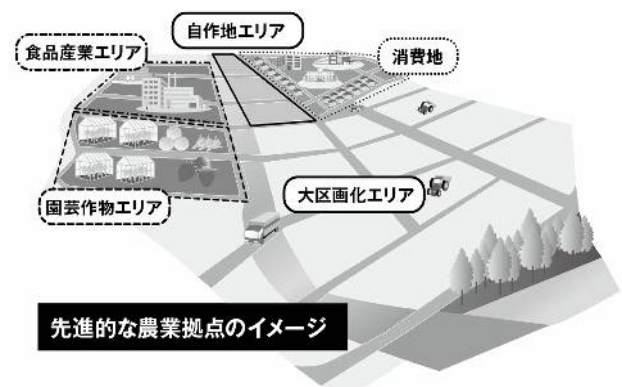 自作地エリア
食品産業エリア
消費地
大区画化エリア
園芸作物エリア
先進的な農業拠点のイメージ